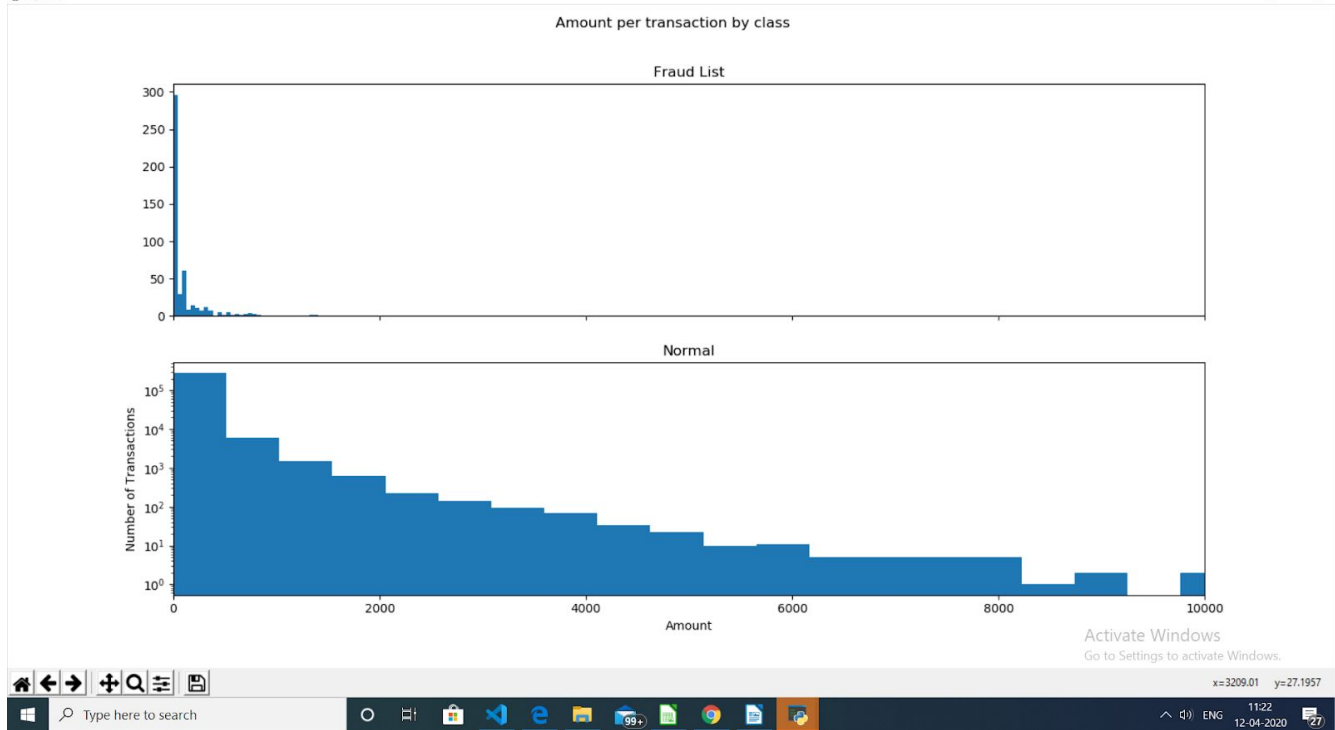 Amount per transaction by class
Fraud List
300
250
200
150
100
50
0
Normal
10⁵
10⁴
10³
10²
10¹
10⁰
Number of Transactions
0 2000 4000 6000 8000 10000
Amount
Activate Windows
Go to Settings to activate Windows.
x=3209.01 y=27.1957
Type here to search
99+
ENG
11:22
12-04-2020
27